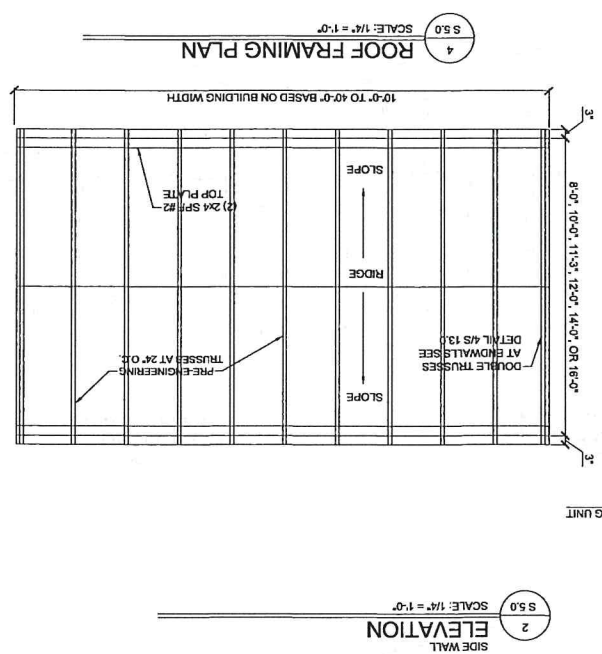 SIDE WALL
2
ELEVATION
S 5.0
SCALE: 1/4" = 1'-0"
G UNIT
3"
8'-0", 10'-0", 11'-3", 12'-0", 14'-0", OR 16'-0"
SLOPE
DOUBLE TRUSSES
AT ENDWALLS SEE
DETAIL 4/S 13.0
PRE-ENGINEERING
TRUSSES AT 24" O.C.
RIDGE
SLOPE
(2) 2x4 SPF #2
TOP PLATE
3"
10'-0" TO 40'-0" BASED ON BUILDING WIDTH
4
ROOF FRAMING PLAN
S 5.0
SCALE: 1/4" = 1'-0"